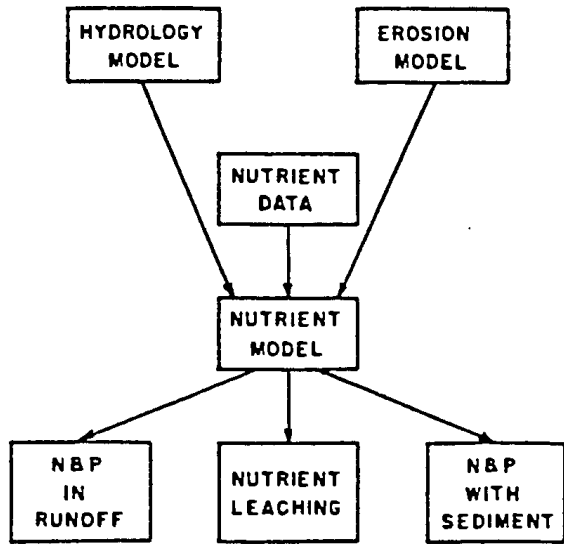 HYDROLOGY
MODEL
EROSION
MODEL
NUTRIENT
DATA
NUTRIENT
MODEL
N&P
IN
RUNOFF
NUTRIENT
LEACHING
N&P
WITH
SEDIMENT